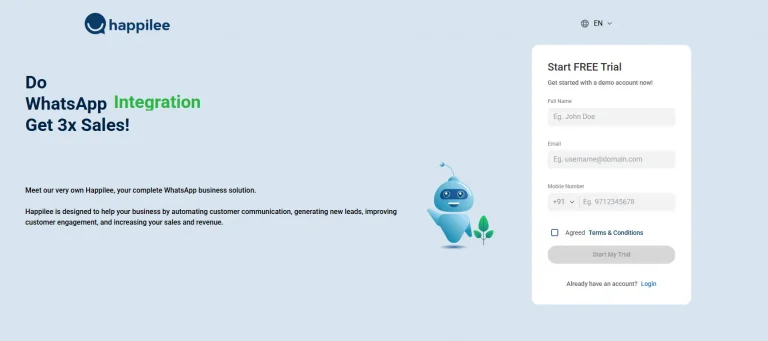 happilee
EN
Do
WhatsApp Integration
Get 3x Sales!
Meet our very own Happilee, your complete WhatsApp business solution.
Happilee is designed to help your business by automating customer communication, generating new leads, improving
customer engagement, and increasing your sales and revenue.
Start FREE Trial
Get started with a demo account now!
Full Name
Eg. John Doe
Email
Eg. username@domain.com
Mobile Number
+91 Eg. 9712345678
Agreed Terms & Conditions
Start My Trial
Already have an account? Login